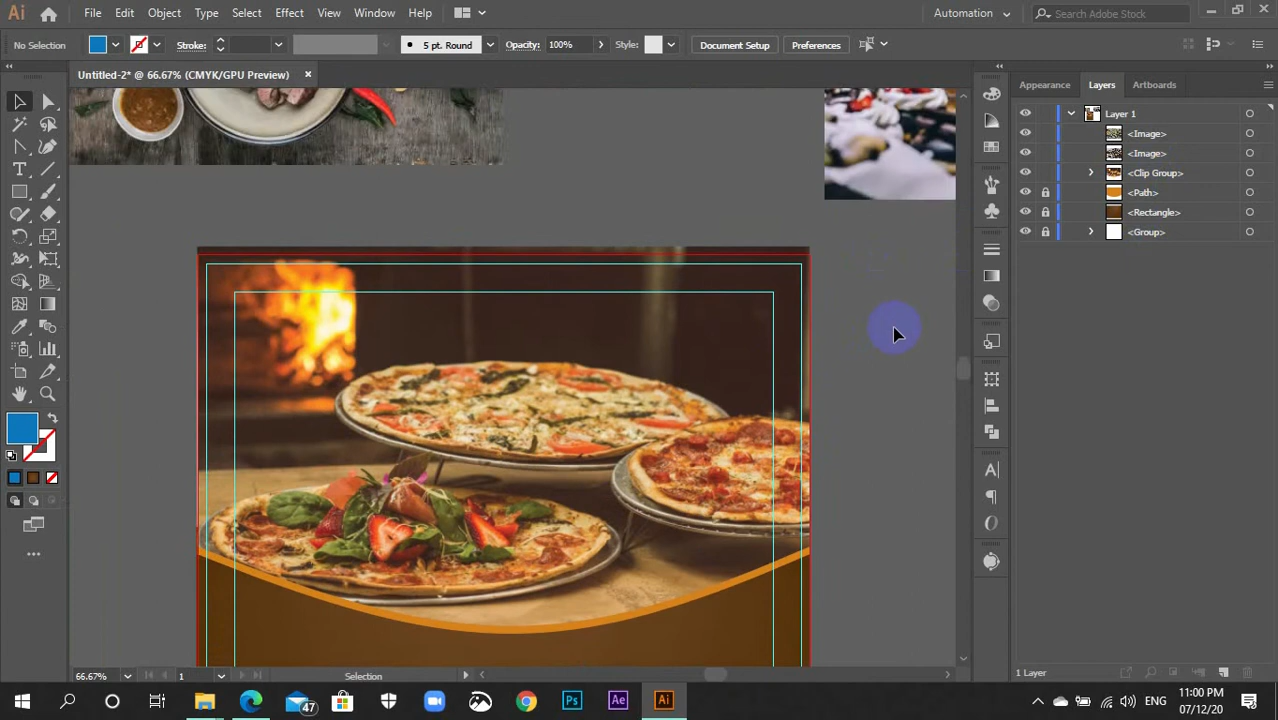 Ai File Edit Object Type Select Effect View Window Help Automation Search Adobe Stock
No Selection Stroke: 5 pt. Round Opacity: 100% Style: Document Setup Preferences
Untitled-2* @ 66.67% (CMYK/GPU Preview)
Appearance Layers Artboards
Layer 1
<Image>
<Image>
<Clip Group>
<Path>
<Rectangle>
<Group>
66.67% 1 Selection 1 Layer
47 Ps Ae Ai ENG 11:00 PM 07/12/20